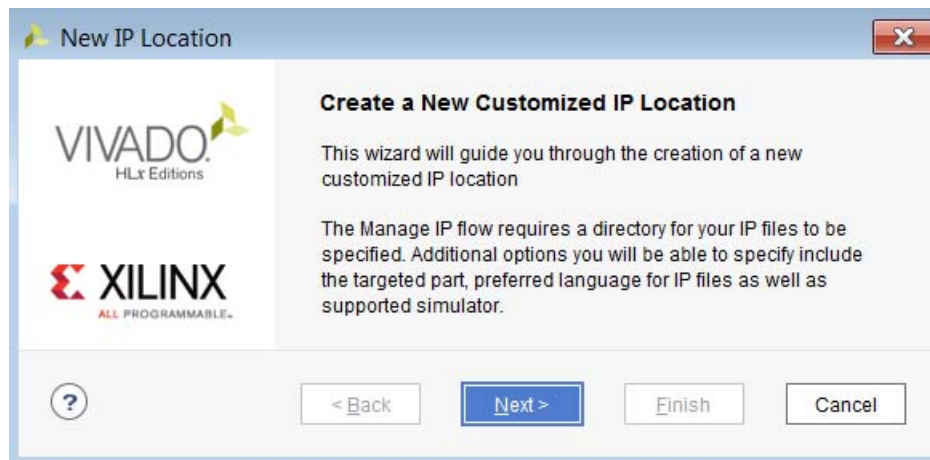 New IP Location
VIVADO.
HLx Editions
XILINX
ALL PROGRAMMABLE.
Create a New Customized IP Location
This wizard will guide you through the creation of a new
customized IP location
The Manage IP flow requires a directory for your IP files to be
specified. Additional options you will be able to specify include
the targeted part, preferred language for IP files as well as
supported simulator.
?
< Back
Next >
Finish
Cancel